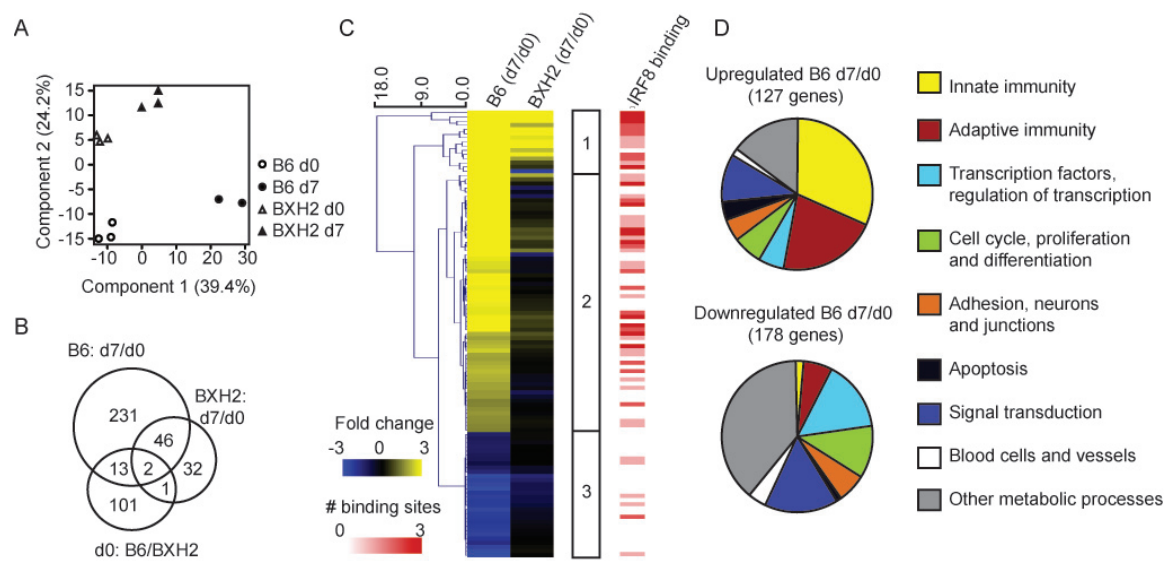 A
Component 2 (24.2%)
15
10
5
0
-5
-10
-15
-10 0 10 20 30
Component 1 (39.4%)
B6 d0
B6 d7
BXH2 d0
BXH2 d7
B
B6: d7/d0
BXH2:
d7/d0
231
46
13
2
32
1
101
d0: B6/BXH2
C
18.0
9.0
0.0
B6 (d7/d0)
BXH2 (d7/d0)
IRF8 binding
1
2
3
Fold change
-3 0 3
# binding sites
0 3
D
Upregulated B6 d7/d0
(127 genes)
Downregulated B6 d7/d0
(178 genes)
Innate immunity
Adaptive immunity
Transcription factors,
regulation of transcription
Cell cycle, proliferation
and differentiation
Adhesion, neurons
and junctions
Apoptosis
Signal transduction
Blood cells and vessels
Other metabolic processes